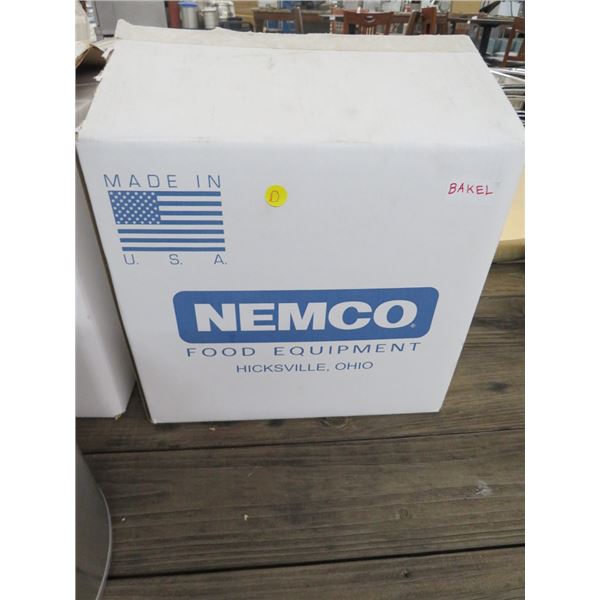 MADE IN
U. S. A.
D
BAKEL
NEMCO®
FOOD EQUIPMENT
HICKSVILLE, OHIO